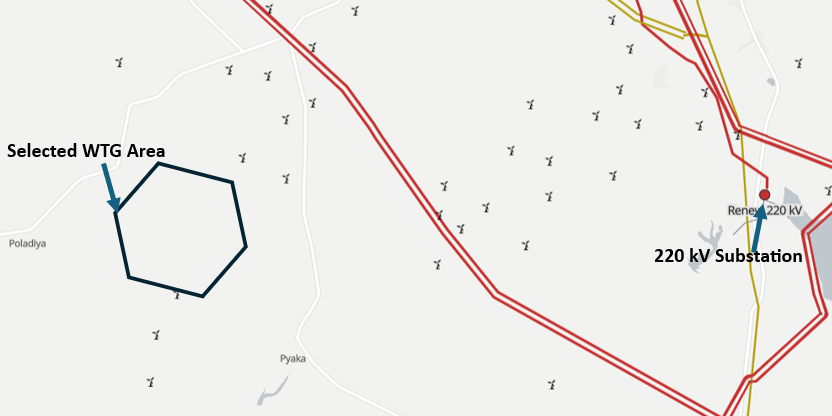 Selected WTG Area
Poladiya
Renew 220 kV
220 kV Substation
Pyaka